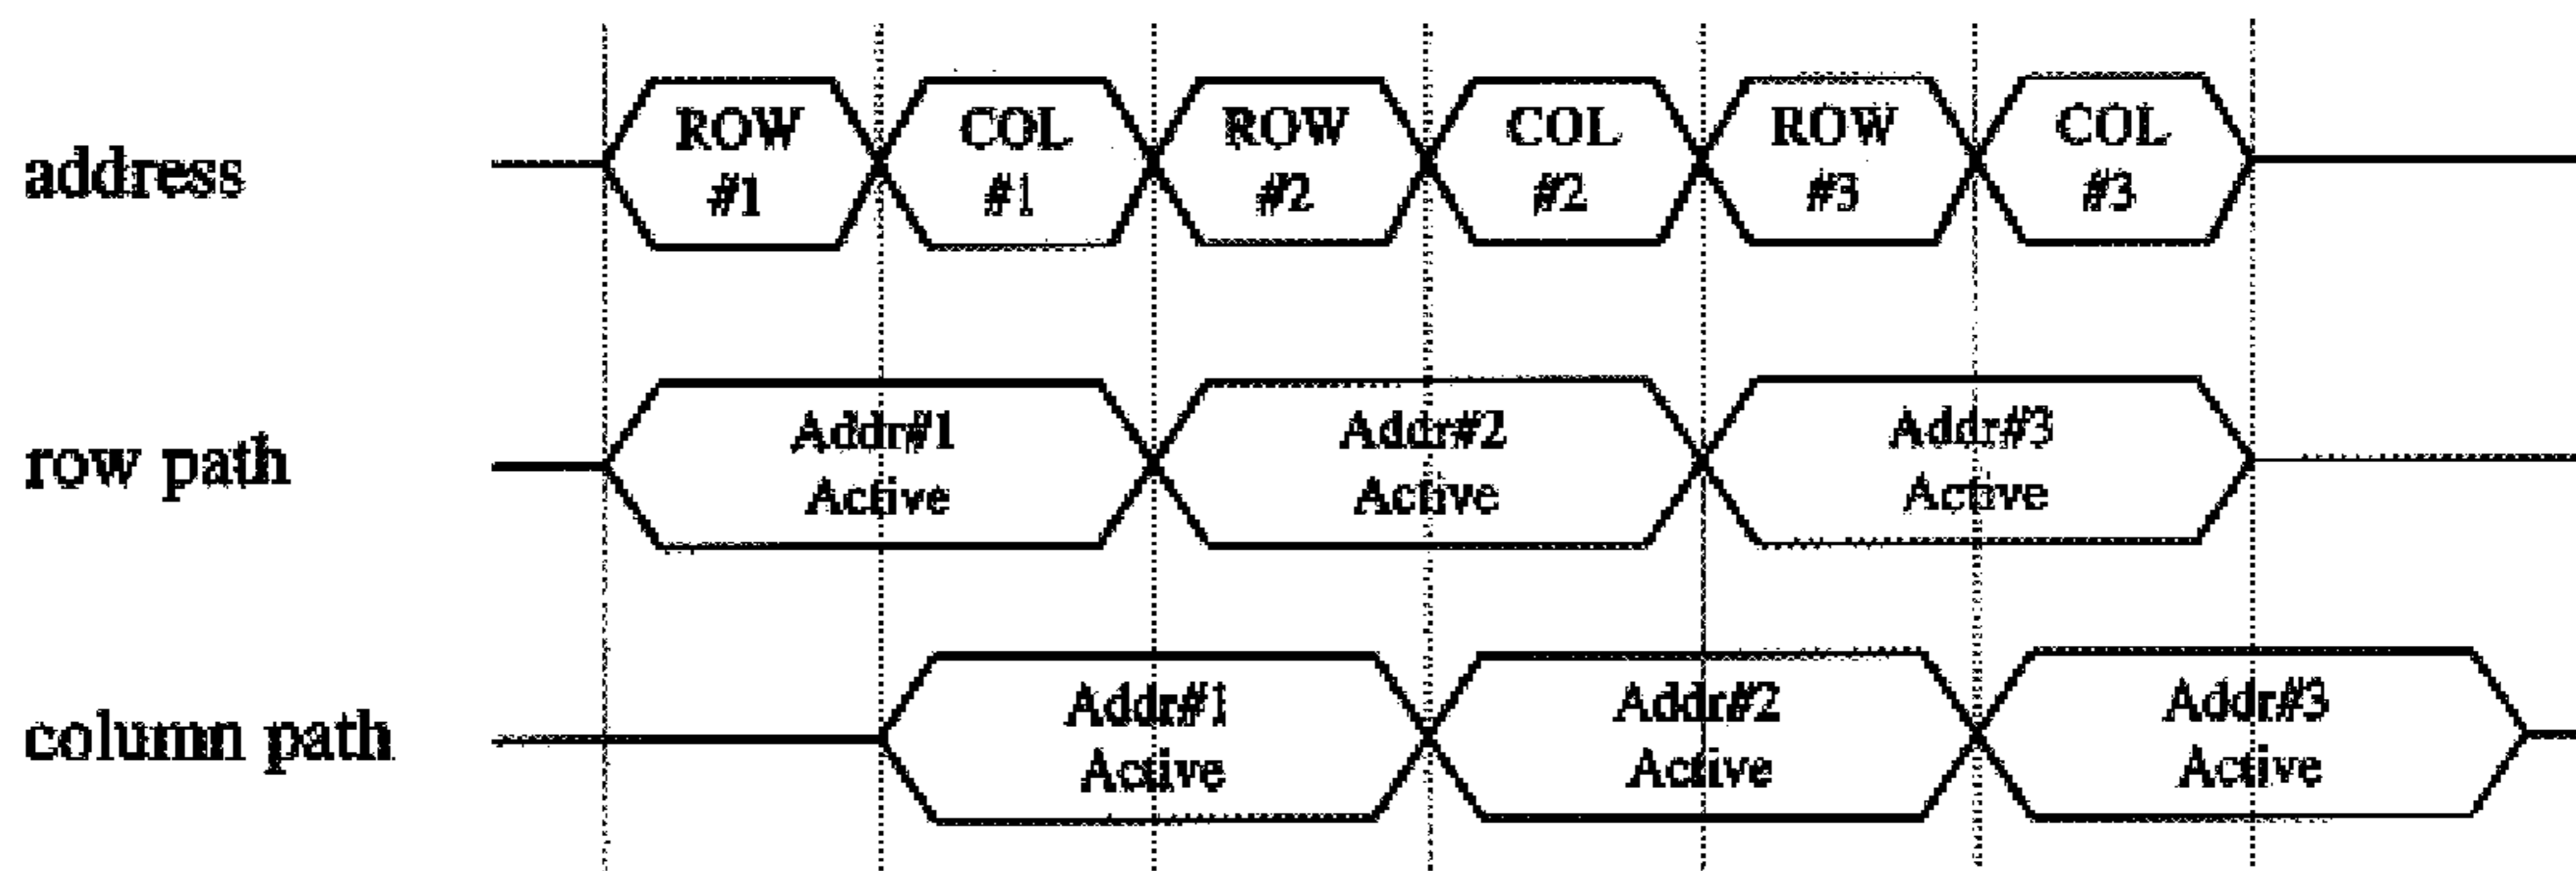 address
ROW COL ROW COL ROW COL
#1 #1 #2 #2 #3 #3
row path
Addr#1 Addr#2 Addr#3
Active Active Active
column path
Addr#1 Addr#2 Addr#3
Active Active Active